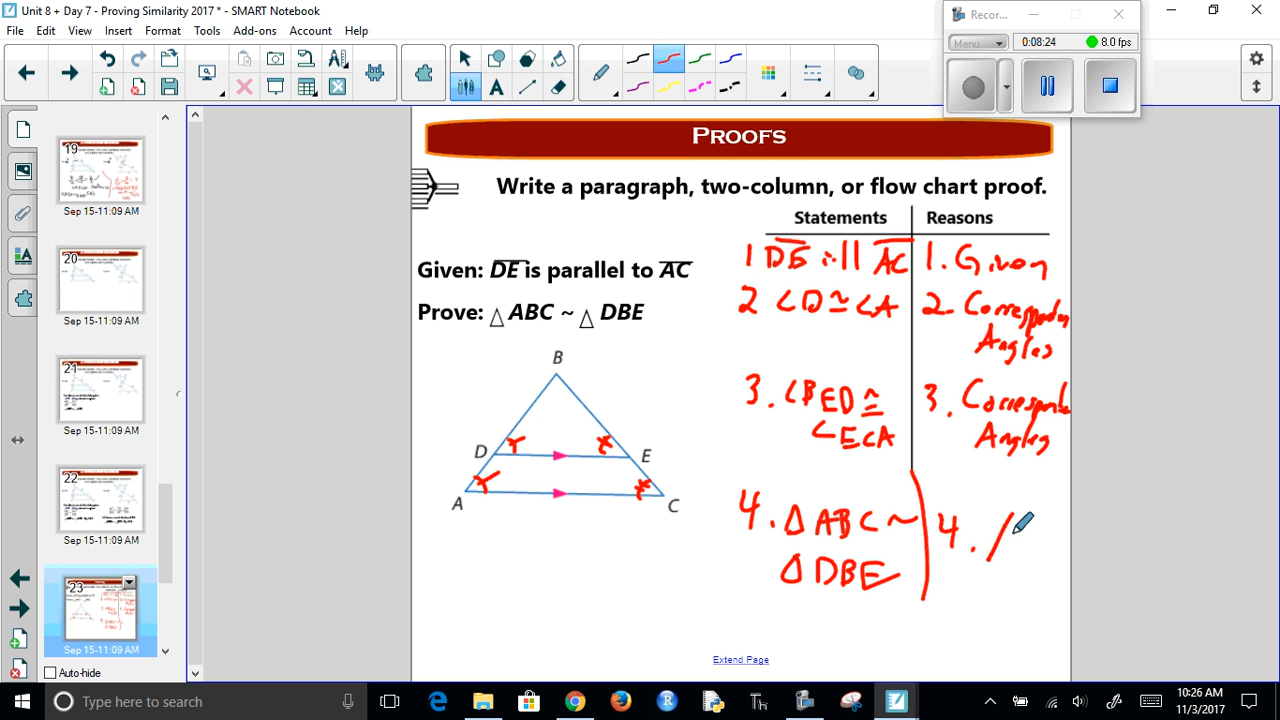 Unit 8 + Day 7 - Proving Similarity 2017 * - SMART Notebook
File Edit View Insert Format Tools Add-ons Account Help
Recor...
Menu
0:08:24
8.0 fps
19
Sep 15-11:09 AM
20
Sep 15-11:09 AM
21
Sep 15-11:09 AM
22
Sep 15-11:09 AM
23
Sep 15-11:09 AM
Auto-hide
PROOFS
Write a paragraph, two-column, or flow chart proof.
Given: DE is parallel to AC
Prove: △ ABC ~ △ DBE
B
D
E
A
C
Statements Reasons
1 DE is || AC 1. Given
2 <D ≅ <A 2. Correspondin
Angles
3. <BED ≅ 3. Correspondi
<ECA Angles
4. △ABC ~ 4. /
△DBE
Extend Page
Type here to search
10:26 AM
11/3/2017